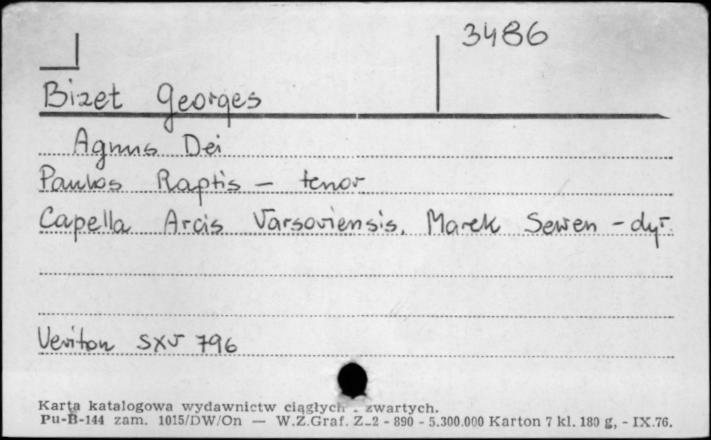 3486
Bizet Georges
Agnus Dei
Paulos Raptis - tenor
Capella Arcis Varsoviensis, Marek Sewen - dyr.
Veriton SXV 796
Karta katalogowa wydawnictw ciągłych zwartych.
Pu-B-144 zam. 1015/DW/On — W.Z.Graf. Z-2 - 890 - 5.300.000 Karton 7 kl. 180 g, - IX.76.